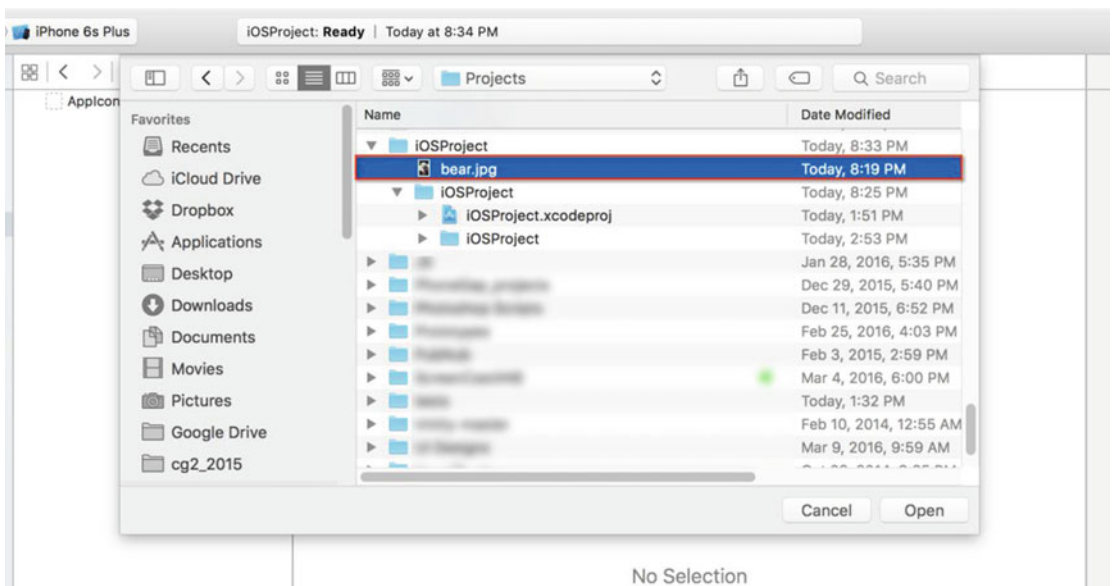 iPhone 6s Plus iOSProject: Ready | Today at 8:34 PM
Projects Search
AppIcon
Favorites Name Date Modified
Recents iOSProject Today, 8:33 PM
iCloud Drive bear.jpg Today, 8:19 PM
iOSProject Today, 8:25 PM
Dropbox iOSProject.xcodeproj Today, 1:51 PM
Applications iOSProject Today, 2:53 PM
Desktop Jan 28, 2016, 5:35 PM
Dec 29, 2015, 5:40 PM
Downloads Dec 11, 2015, 6:52 PM
Documents Feb 25, 2016, 4:03 PM
Feb 3, 2015, 2:59 PM
Movies Mar 4, 2016, 6:00 PM
Pictures Today, 1:32 PM
Google Drive Feb 10, 2014, 12:55 AM
cg2_2015 Mar 9, 2016, 9:59 AM
Cancel Open
No Selection